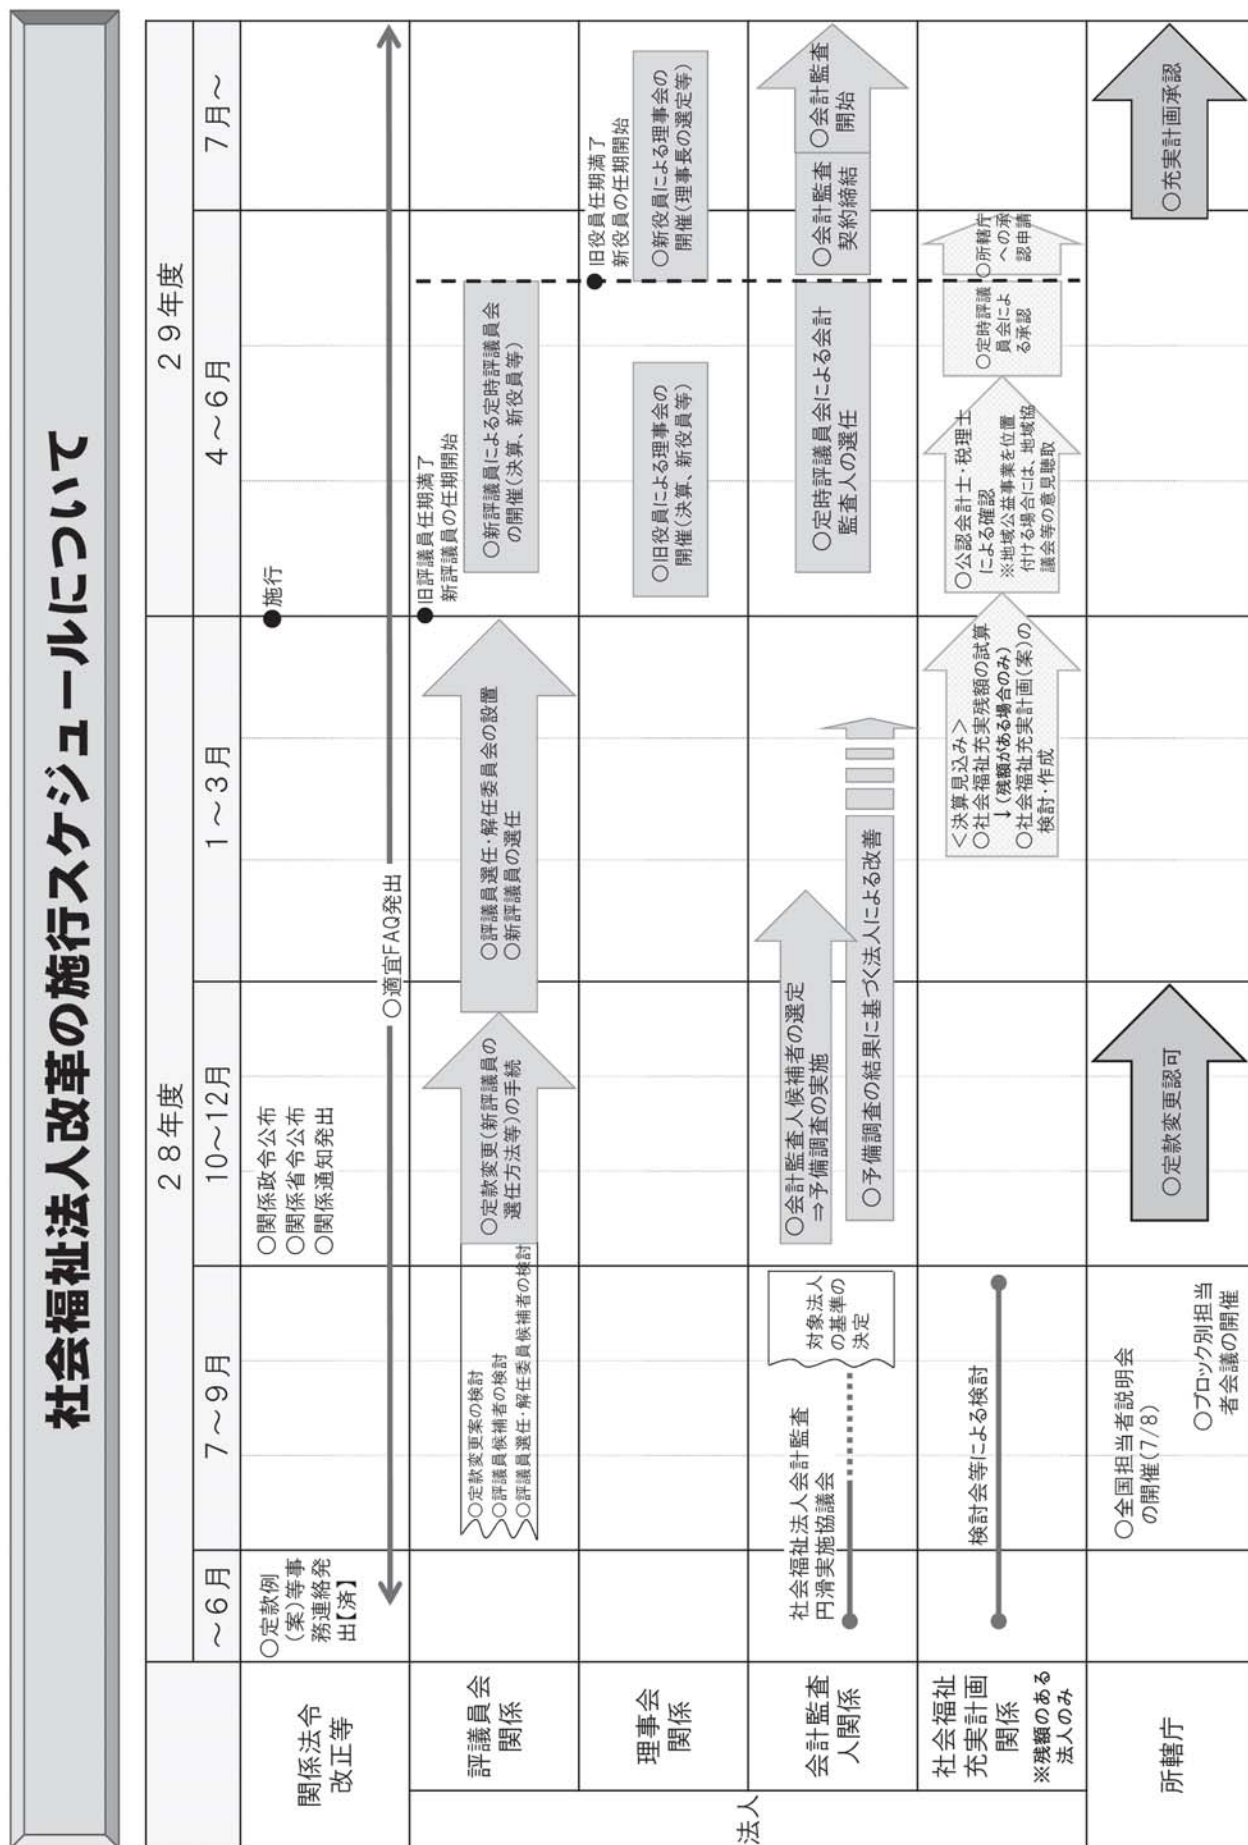 社会福祉法人改革の施行スケジュールについて
28年度
29年度
～6月
7～9月
10～12月
1～3月
4～6月
7月～
関係法令
改正等
○定款例
(案)等事
務連絡発
出【済】
○関係政令公布
○関係省令公布
○関係通知発出
●施行
○適宜FAQ発出
法人
評議員会
関係
○定款変更案の検討
○評議員候補者の検討
○評議員選任・解任委員候補者の検討
○定款変更(新評議員の
選任方法等)の手続
○評議員選任・解任委員会の設置
○新評議員の選任
●旧評議員任期満了
新評議員の任期開始
○新評議員による定時評議員会
の開催(決算、新役員等)
理事会
関係
○旧役員による理事会の
開催(決算、新役員等)
●旧役員任期満了
新役員の任期開始
○新役員による理事会の
開催(理事長の選定等)
会計監査
人関係
社会福祉法人会計監査
円滑実施協議会
対象法人
の基準の
決定
○会計監査人候補者の選定
⇒予備調査の実施
○予備調査の結果に基づく法人による改善
○定時評議員会による会計
監査人の選任
○会計監査
契約締結
○会計監査
開始
社会福祉
充実計画
関係
※残額のある
法人のみ
検討会等による検討
＜決算見込み＞
○社会福祉充実残額の試算
↓(残額がある場合のみ)
○社会福祉充実計画(案)の
検討・作成
○公認会計士・税理士
による確認
※地域公益事業を位置
付ける場合には、地域協
議会等の意見聴取
○定時評議
員会によ
る承認
○所轄庁
への承
認申請
所轄庁
○全国担当者説明会
の開催(7/8)
○ブロック別担当
者会議の開催
○定款変更認可
○充実計画承認